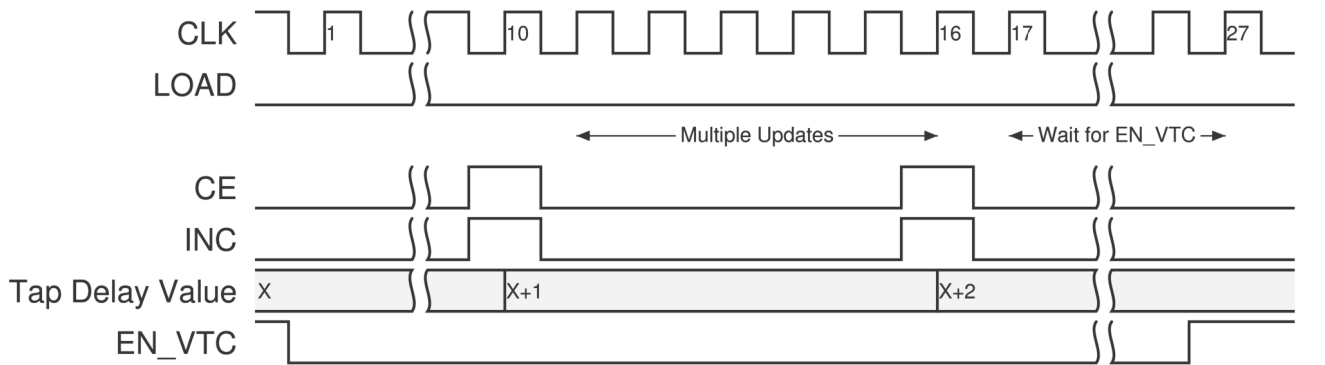 CLK 1 10 16 17 27
LOAD
Multiple Updates Wait for EN_VTC
CE
INC
Tap Delay Value X X+1 X+2
EN_VTC